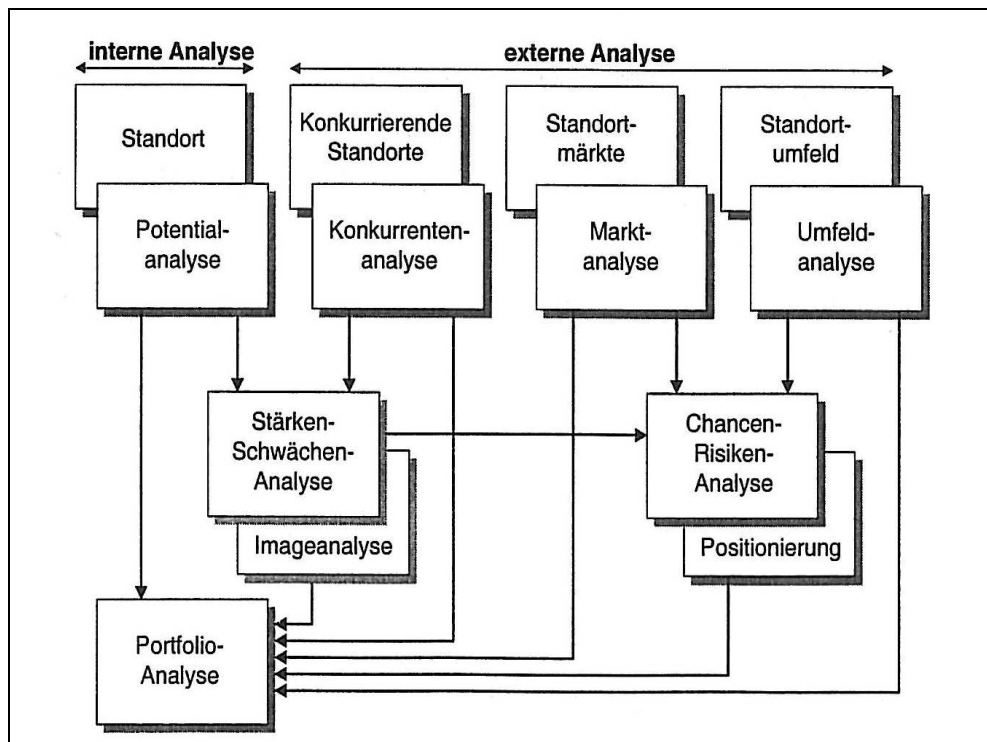 interne Analyse
externe Analyse
Standort
Konkurrierende
Standorte
Standort-
märkte
Standort-
umfeld
Potential-
analyse
Konkurrenten-
analyse
Markt-
analyse
Umfeld-
analyse
Stärken-
Schwächen-
Analyse
Chancen-
Risiken-
Analyse
Imageanalyse
Positionierung
Portfolio-
Analyse